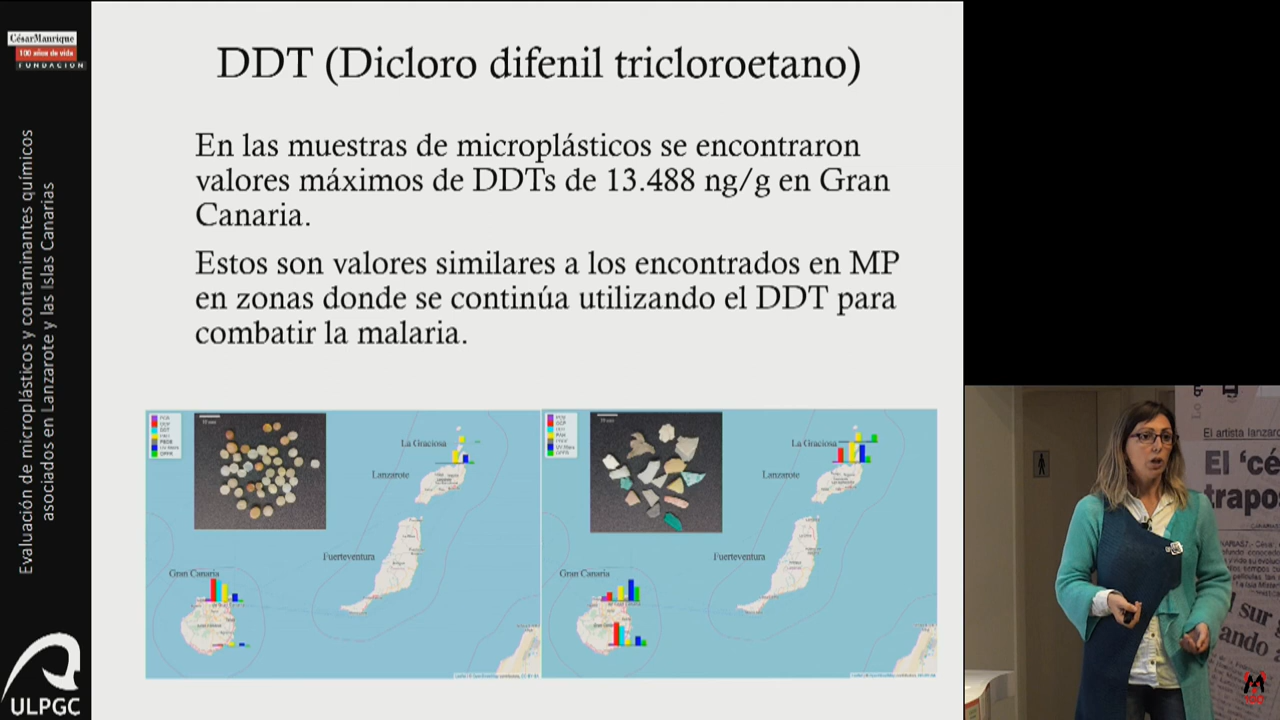 CésarManrique
100 años de vida
FUNDACIÓN
Evaluación de microplásticos y contaminantes químicos
asociados en Lanzarote y las Islas Canarias
ULPGC
DDT (Dicloro difenil tricloroetano)
En las muestras de microplásticos se encontraron
valores máximos de DDTs de 13.488 ng/g en Gran
Canaria.
Estos son valores similares a los encontrados en MP
en zonas donde se continúa utilizando el DDT para
combatir la malaria.
La Graciosa
Lanzarote
Fuerteventura
Gran Canaria
La Graciosa
Lanzarote
Fuerteventura
Gran Canaria
El artista lanzaro
El ‘cé
trapo
sur
ando